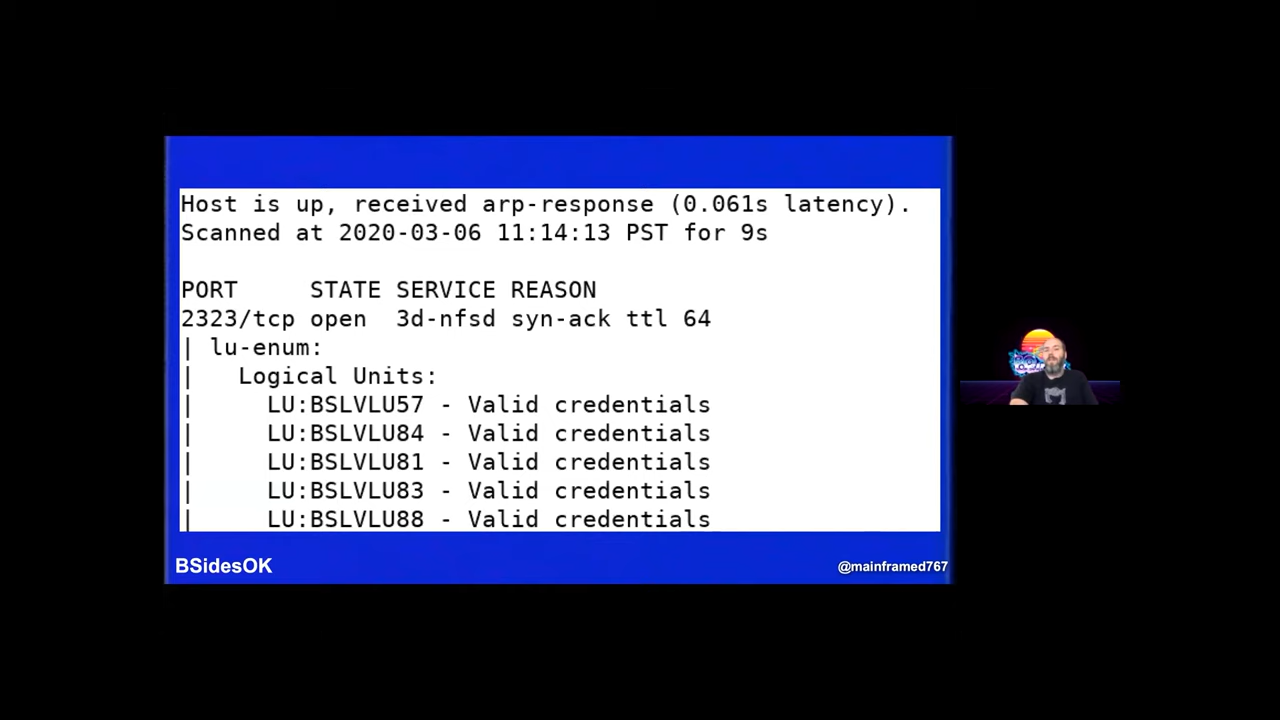 Host is up, received arp-response (0.061s latency).
Scanned at 2020-03-06 11:14:13 PST for 9s
PORT     STATE SERVICE REASON
2323/tcp open  3d-nfsd syn-ack ttl 64
| lu-enum:
|   Logical Units:
|     LU:BSLVLU57 - Valid credentials
|     LU:BSLVLU84 - Valid credentials
|     LU:BSLVLU81 - Valid credentials
|     LU:BSLVLU83 - Valid credentials
|     LU:BSLVLU88 - Valid credentials
BSidesOK
@mainframed767